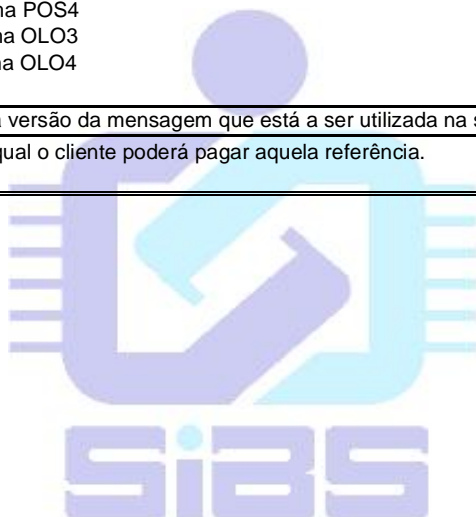 na POS4
na OLO3
na OLO4
a versão da mensagem que está a ser utilizada na s
qual o cliente poderá pagar aquela referência.
SiBS